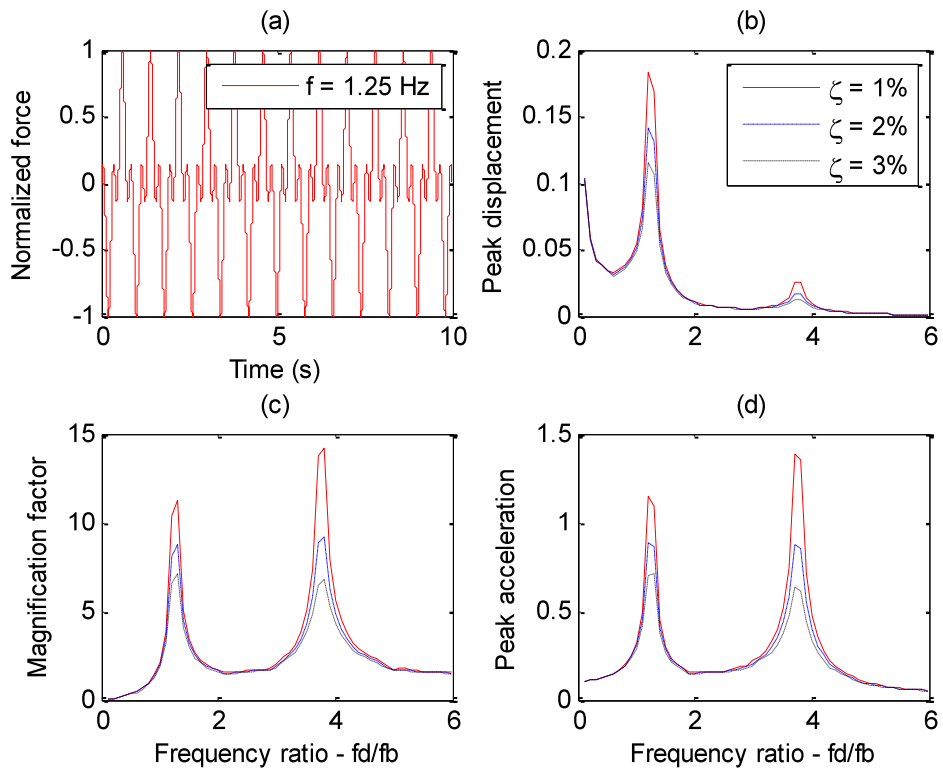 (a)
1
0.5
0
-0.5
-1
f = 1.25 Hz
Normalized force
0
5
10
Time (s)
(b)
0.2
0.15
0.1
0.05
0
ζ = 1%
ζ = 2%
ζ = 3%
Peak displacement
0
2
4
6
(c)
15
10
5
0
Magnification factor
0
2
4
6
Frequency ratio - fd/fb
(d)
1.5
1
0.5
0
Peak acceleration
0
2
4
6
Frequency ratio - fd/fb